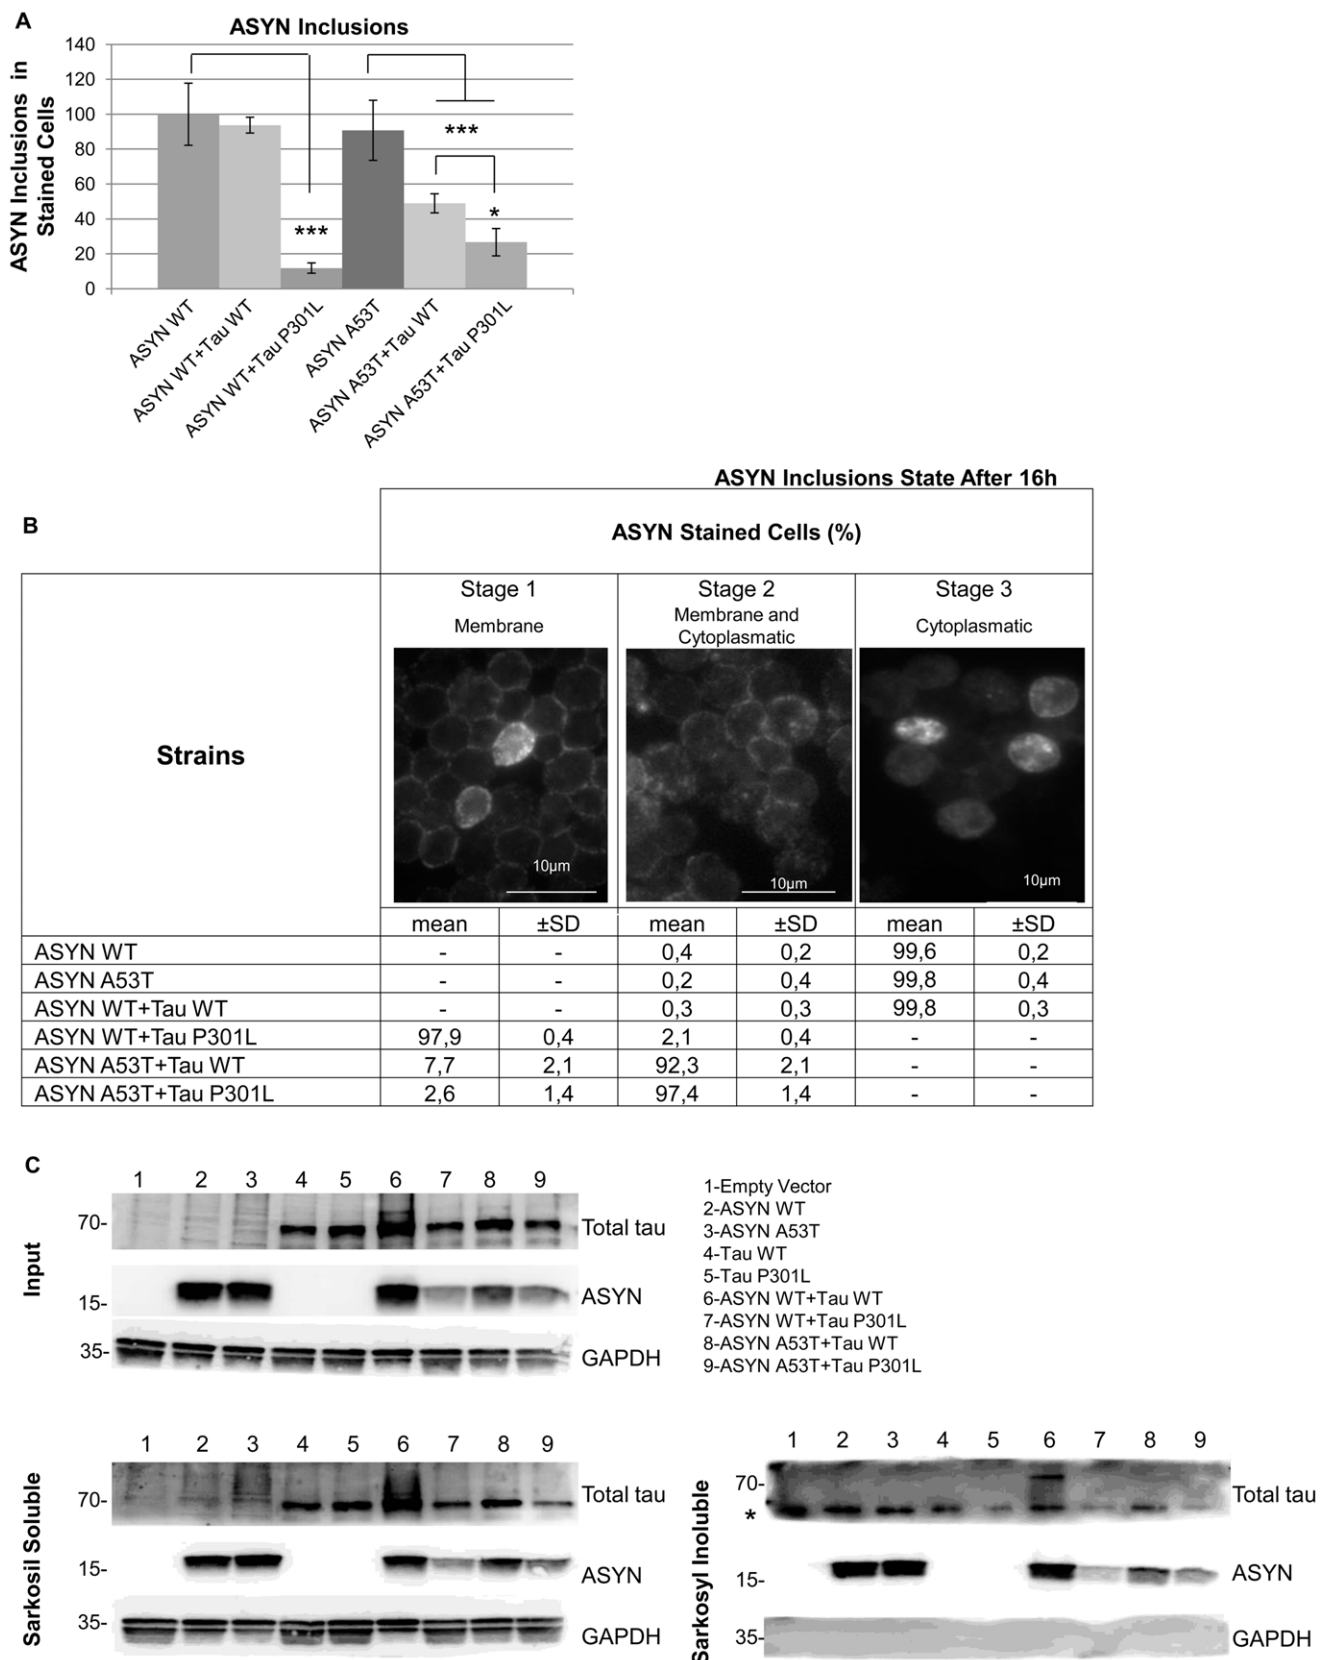 A
ASYN Inclusions
ASYN Inclusions in
Stained Cells
140
120
100
80
60
40
20
0
***
***
*
ASYN WT
ASYN WT+Tau WT
ASYN WT+Tau P301L
ASYN A53T
ASYN A53T+Tau WT
ASYN A53T+Tau P301L
ASYN Inclusions State After 16h
B
ASYN Stained Cells (%)
Strains
Stage 1
Membrane
Stage 2
Membrane and
Cytoplasmatic
Stage 3
Cytoplasmatic
10µm
10µm
10µm
mean ±SD mean ±SD mean ±SD
ASYN WT - - 0,4 0,2 99,6 0,2
ASYN A53T - - 0,2 0,4 99,8 0,4
ASYN WT+Tau WT - - 0,3 0,3 99,8 0,3
ASYN WT+Tau P301L 97,9 0,4 2,1 0,4 - -
ASYN A53T+Tau WT 7,7 2,1 92,3 2,1 - -
ASYN A53T+Tau P301L 2,6 1,4 97,4 1,4 - -
C
Input
1 2 3 4 5 6 7 8 9
70- Total tau
15- ASYN
35- GAPDH
1-Empty Vector
2-ASYN WT
3-ASYN A53T
4-Tau WT
5-Tau P301L
6-ASYN WT+Tau WT
7-ASYN WT+Tau P301L
8-ASYN A53T+Tau WT
9-ASYN A53T+Tau P301L
Sarkosil Soluble
1 2 3 4 5 6 7 8 9
70- Total tau
15- ASYN
35- GAPDH
Sarkosyl Inoluble
1 2 3 4 5 6 7 8 9
70- Total tau
*
15- ASYN
35- GAPDH